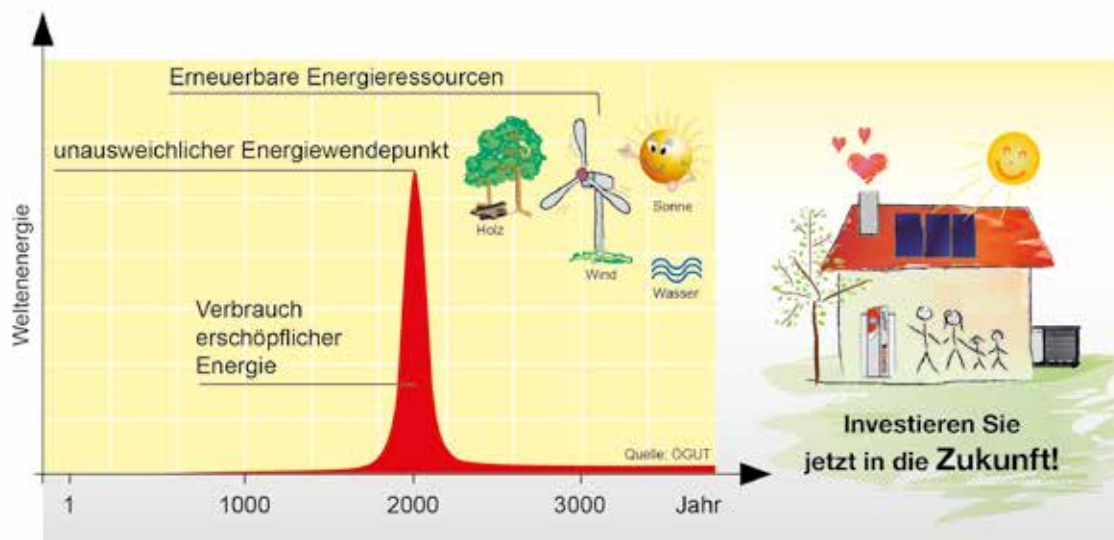 Erneuerbare Energieressourcen
unausweichlicher Energiewendepunkt
Weltenergie
Holz
Wind
Sonne
Wasser
Verbrauch
erschöpflicher
Energie
Quelle: ÖGUT
1
1000
2000
3000
Jahr
Investieren Sie
jetzt in die Zukunft!